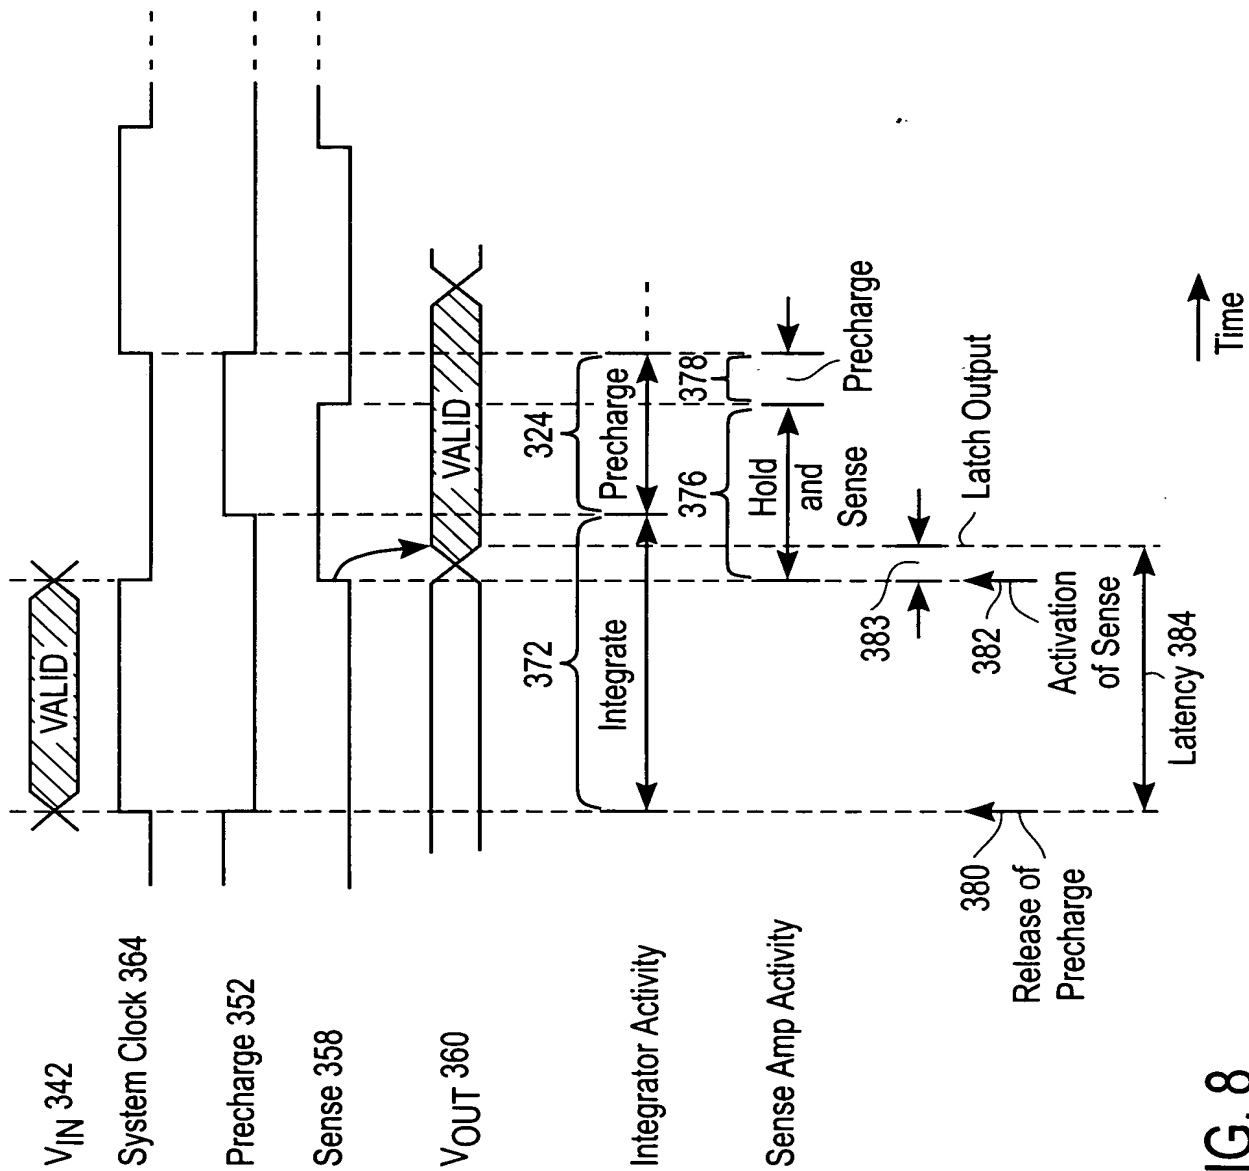 V_IN 342
VALID
System Clock 364
Precharge 352
Sense 358
V_OUT 360
VALID
372
324
Integrator Activity
Integrate
Precharge
376
378
Sense Amp Activity
Hold
and
Sense
Precharge
383
380
Release of
Precharge
382
Activation
of Sense
Latch Output
Latency 384
Time
IG. 8